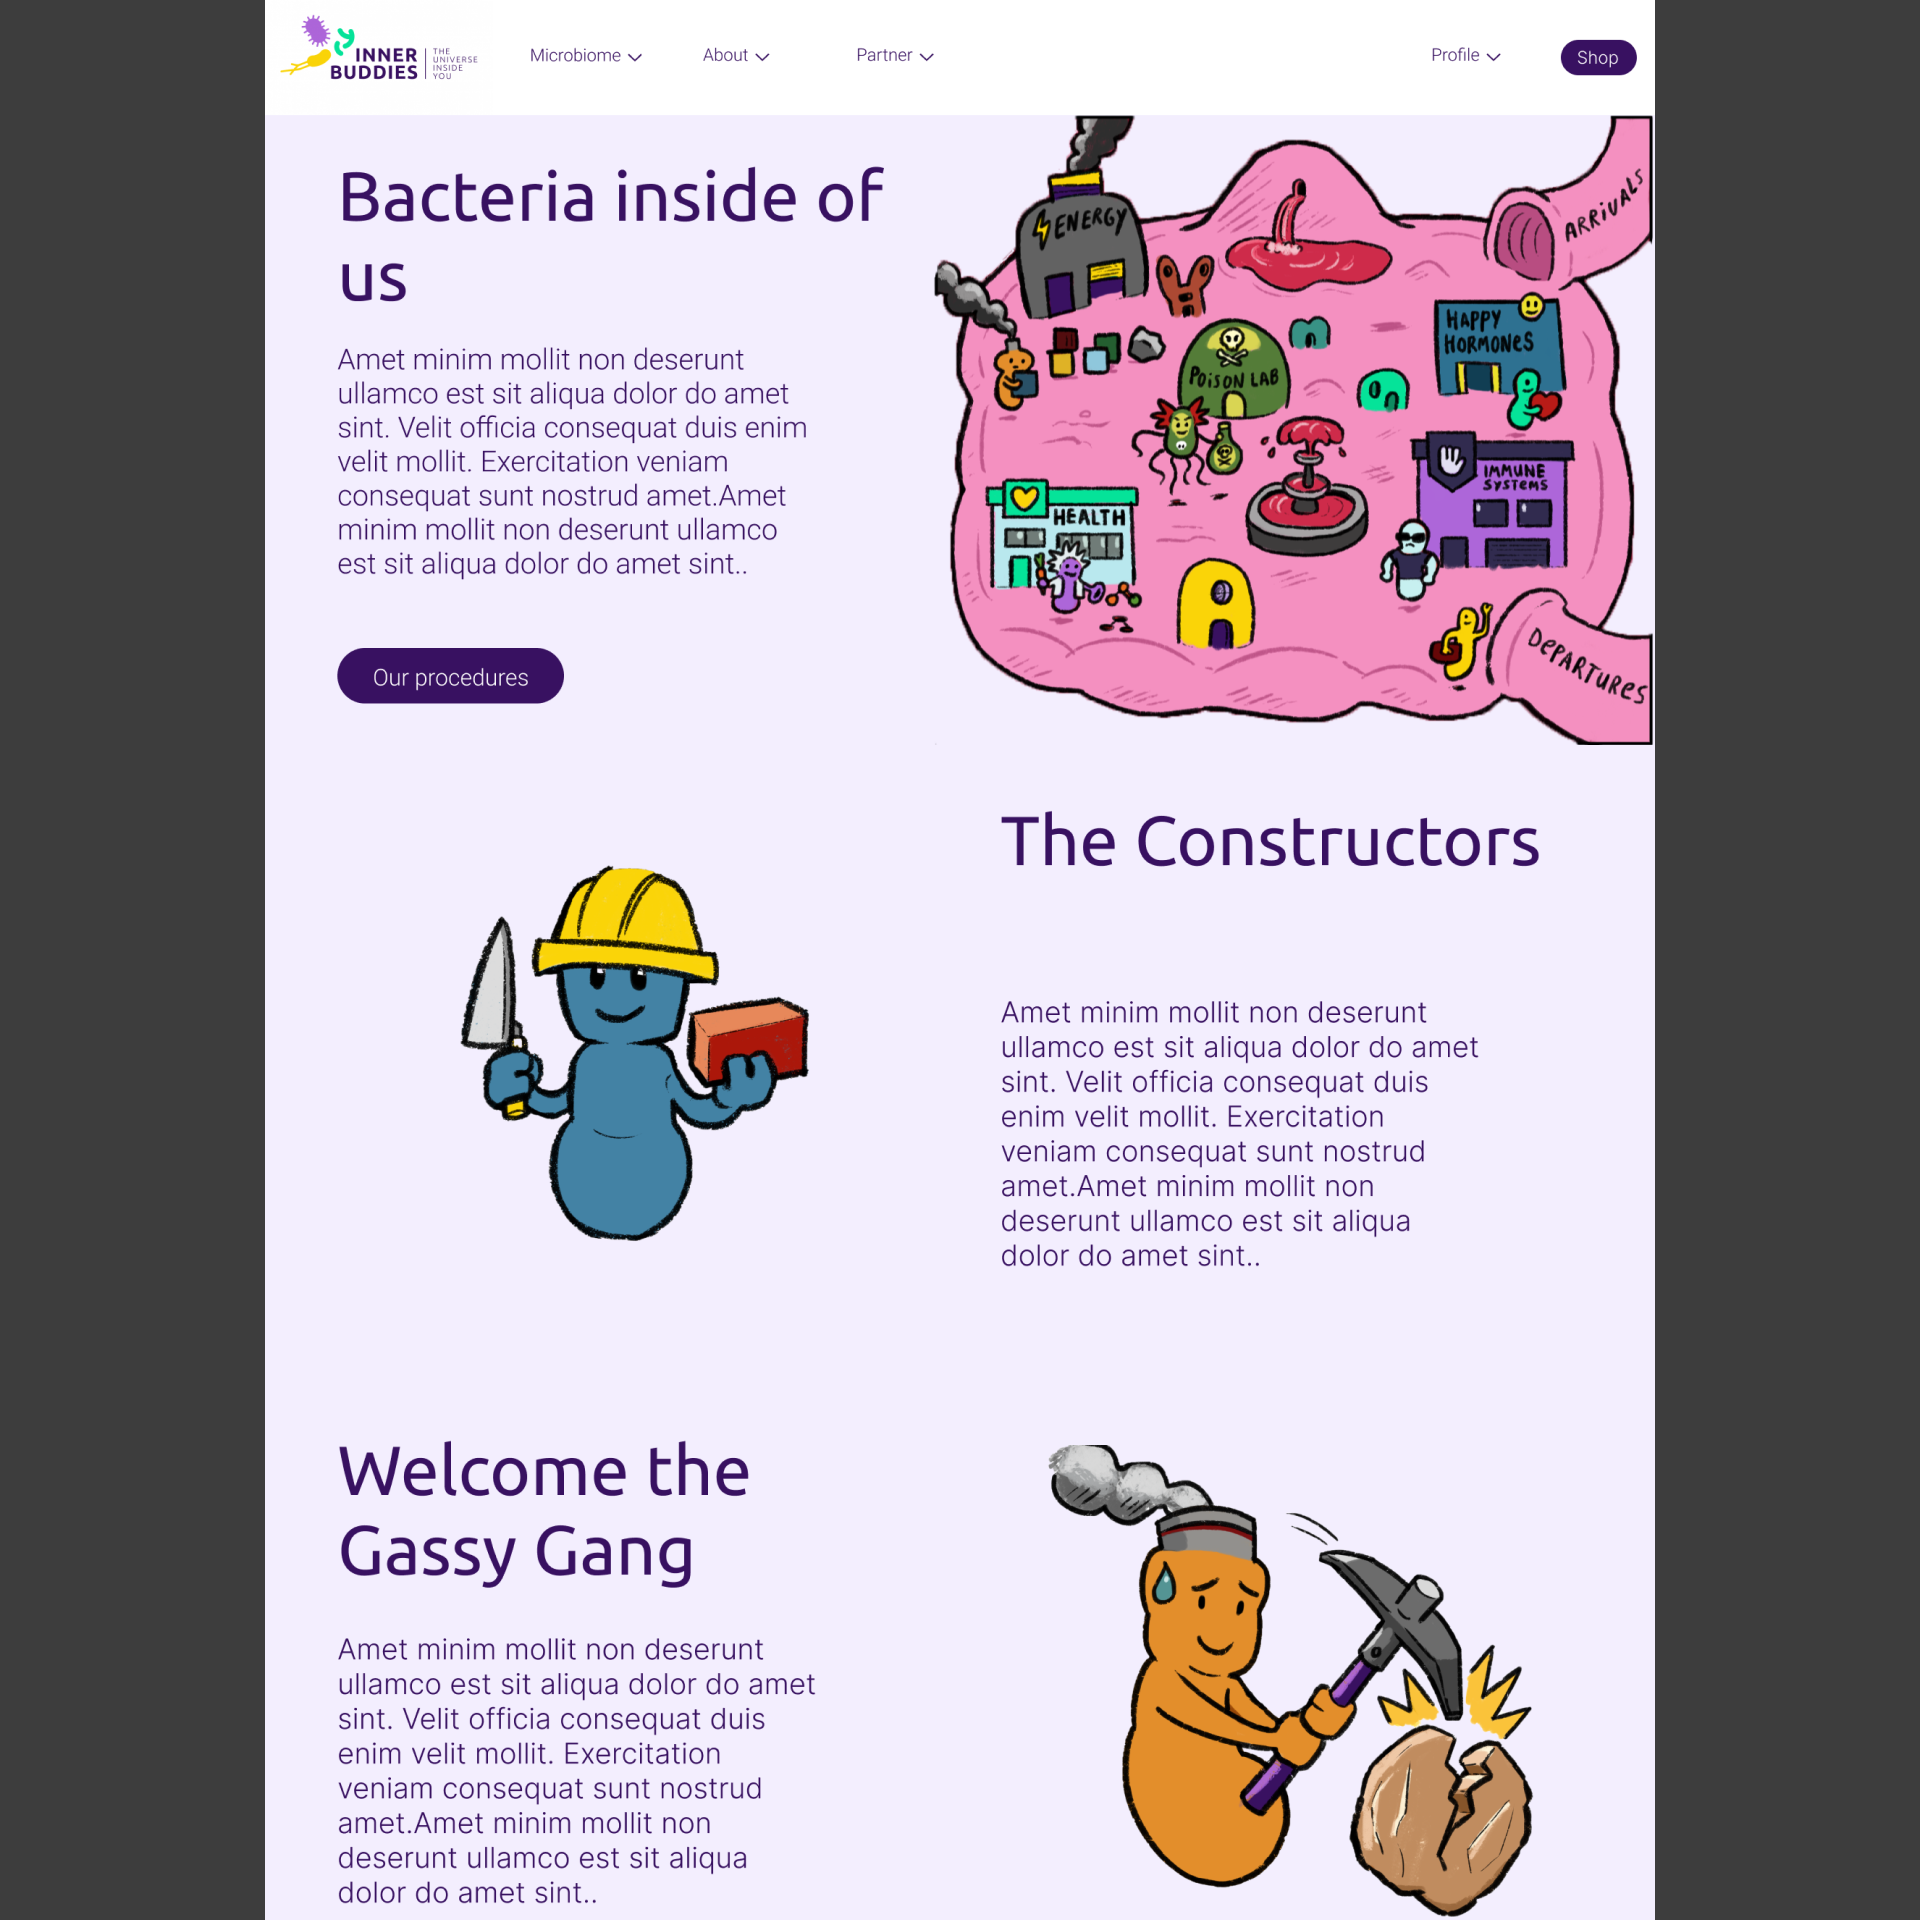 INNER
BUDDIES
THE
UNIVERSE
INSIDE
YOU
Microbiome
About
Partner
Profile
Shop
Bacteria inside of
us
Amet minim mollit non deserunt
ullamco est sit aliqua dolor do amet
sint. Velit officia consequat duis enim
velit mollit. Exercitation veniam
consequat sunt nostrud amet.Amet
minim mollit non deserunt ullamco
est sit aliqua dolor do amet sint..
Our procedures
ENERGY
ARRIVALS
HAPPY
HORMONES
POISON LAB
IMMUNE
SYSTEMS
HEALTH
DEPARTURES
The Constructors
Amet minim mollit non deserunt
ullamco est sit aliqua dolor do amet
sint. Velit officia consequat duis
enim velit mollit. Exercitation
veniam consequat sunt nostrud
amet.Amet minim mollit non
deserunt ullamco est sit aliqua
dolor do amet sint..
Welcome the
Gassy Gang
Amet minim mollit non deserunt
ullamco est sit aliqua dolor do amet
sint. Velit officia consequat duis
enim velit mollit. Exercitation
veniam consequat sunt nostrud
amet.Amet minim mollit non
deserunt ullamco est sit aliqua
dolor do amet sint..